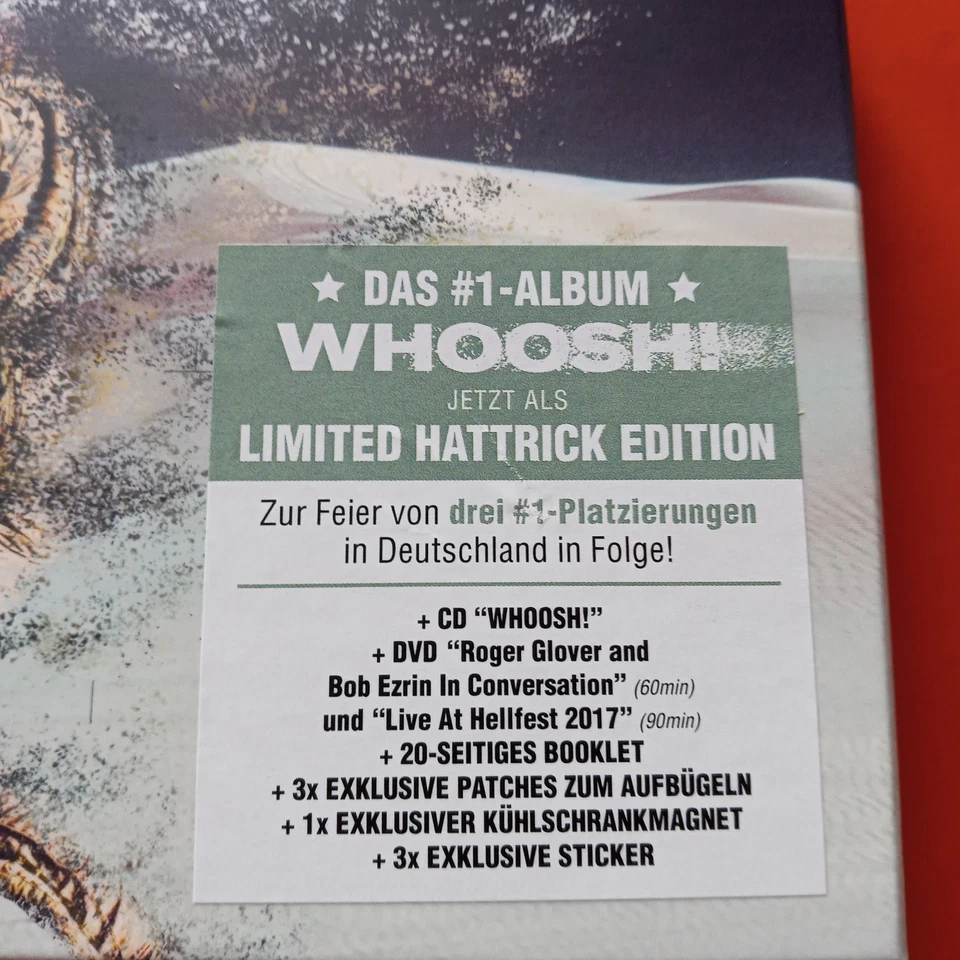 ★ DAS #1-ALBUM ★
WHOOSH!
JETZT ALS
LIMITED HATTRICK EDITION
Zur Feier von drei #1-Platzierungen
in Deutschland in Folge!
+ CD “WHOOSH!”
+ DVD “Roger Glover and
Bob Ezrin In Conversation” (60min)
und “Live At Hellfest 2017” (90min)
+ 20-SEITIGES BOOKLET
+ 3x EXKLUSIVE PATCHES ZUM AUFBÜGELN
+ 1x EXKLUSIVER KÜHLSCHRANKMAGNET
+ 3x EXKLUSIVE STICKER